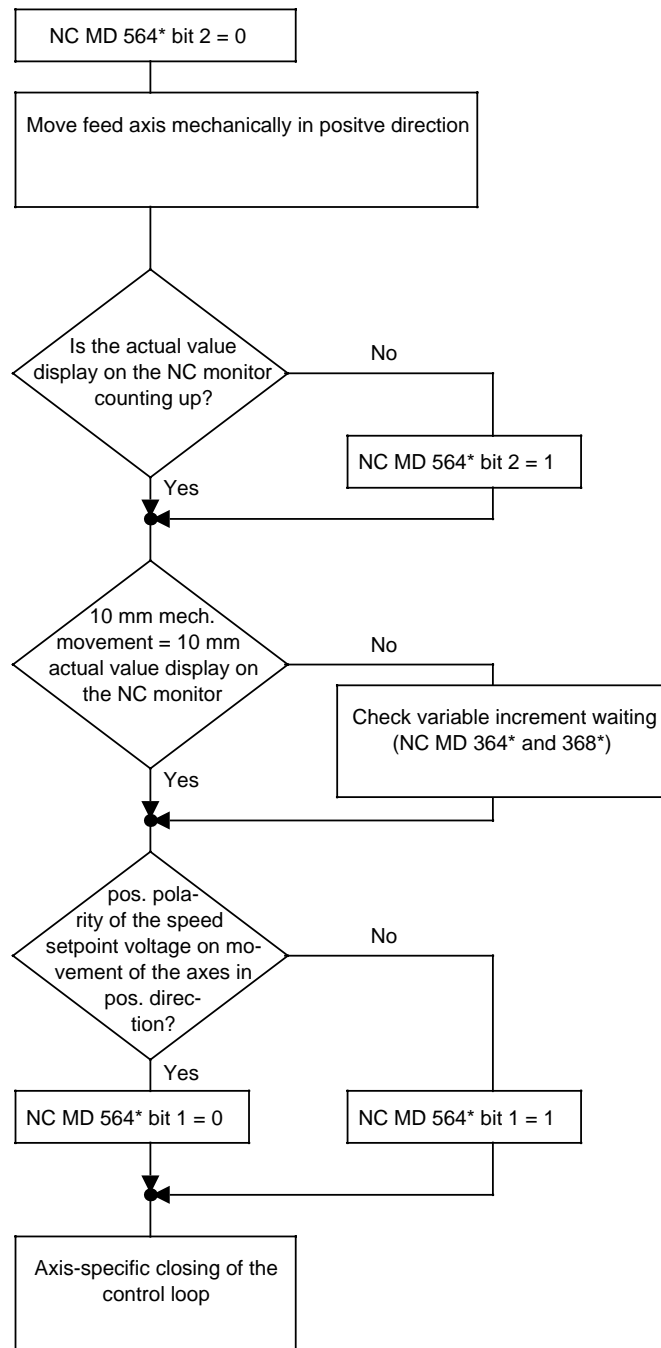 NC MD 564* bit 2 = 0
Move feed axis mechanically in positve direction
Is the actual value
display on the NC monitor
counting up?
No
NC MD 564* bit 2 = 1
Yes
10 mm mech.
movement = 10 mm
actual value display on
the NC monitor
No
Check variable increment waiting
(NC MD 364* and 368*)
Yes
pos. pola-
rity of the speed
setpoint voltage on mo-
vement of the axes in
pos. direc-
tion?
No
Yes
NC MD 564* bit 1 = 0
NC MD 564* bit 1 = 1
Axis-specific closing of the
control loop